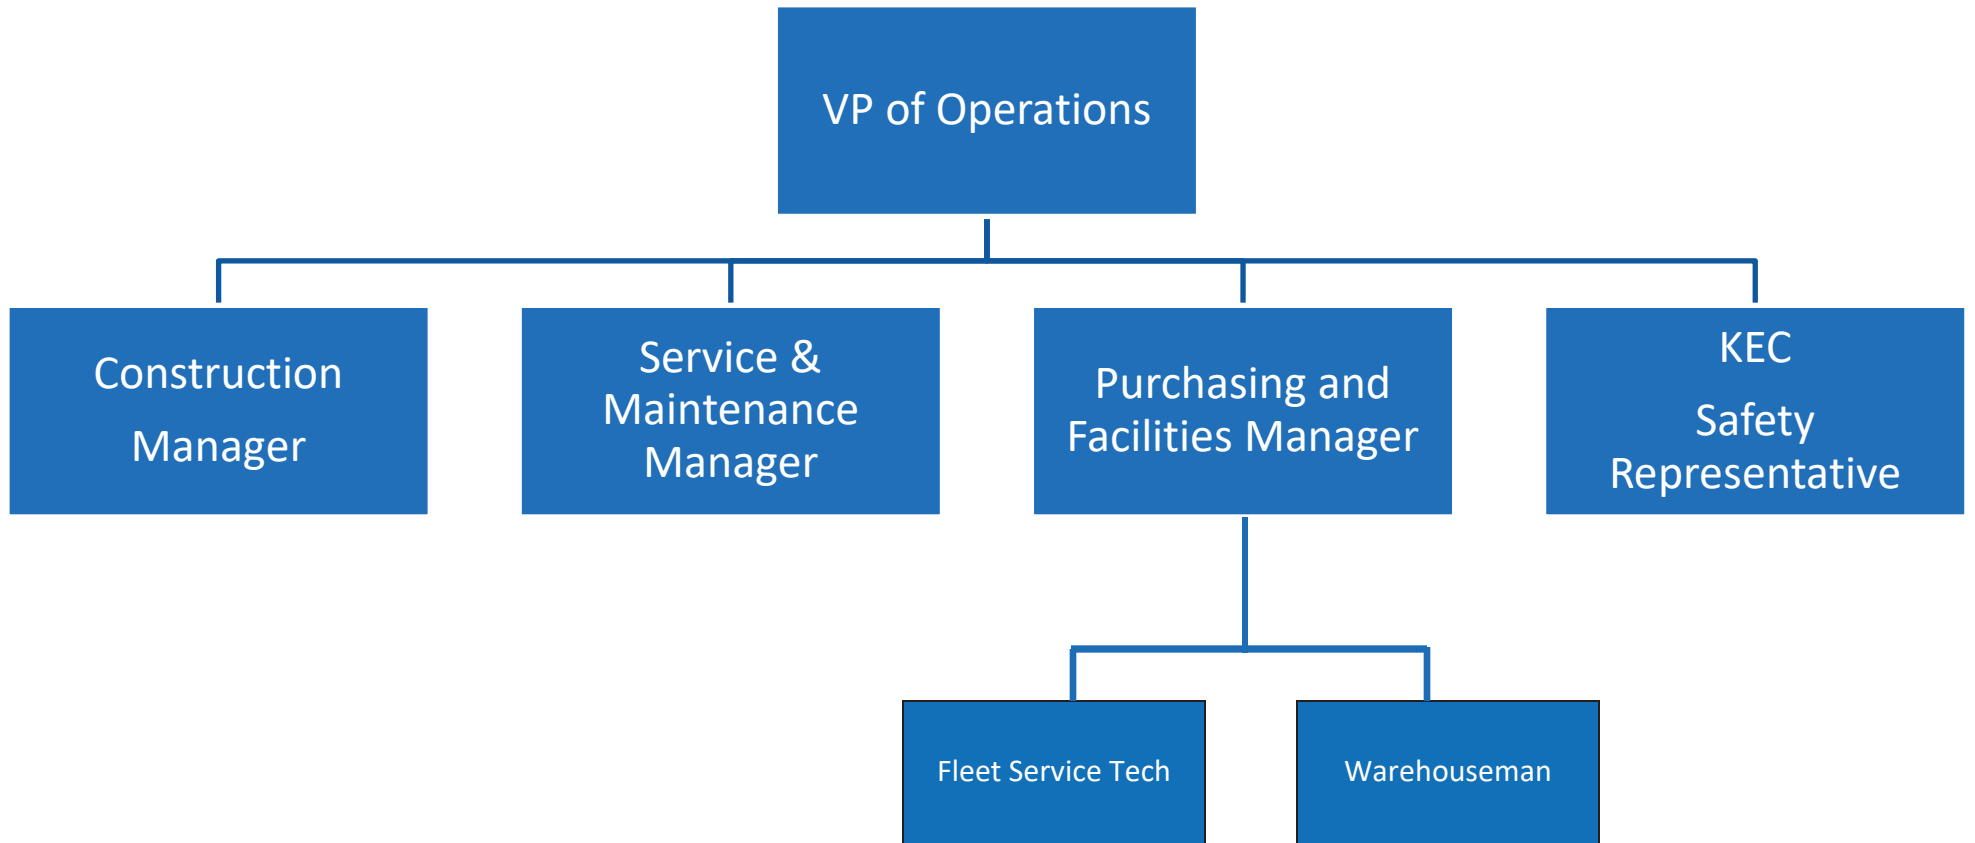 VP of Operations
Construction
Manager
Service &
Maintenance
Manager
Purchasing and
Facilities Manager
KEC
Safety
Representative
Fleet Service Tech
Warehouseman